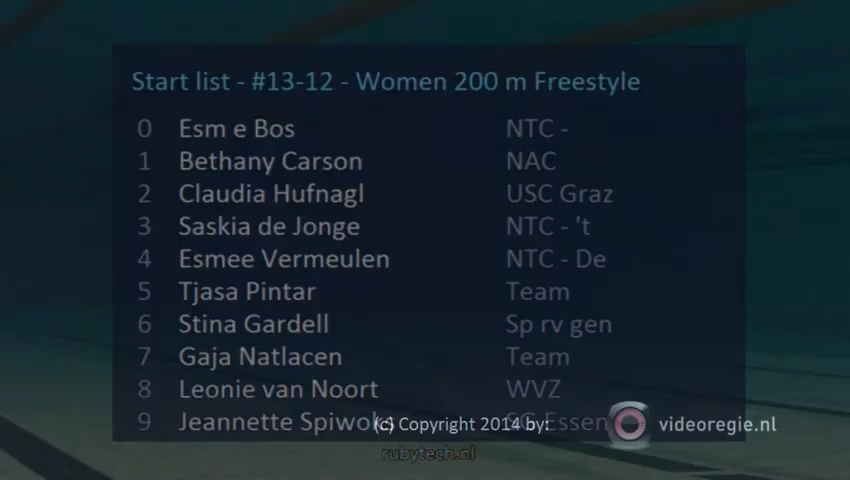 Start list - #13-12 - Women 200 m Freestyle
0 Esm e Bos NTC -
1 Bethany Carson NAC
2 Claudia Hufnagl USC Graz
3 Saskia de Jonge NTC - 't
4 Esmee Vermeulen NTC - De
5 Tjasa Pintar Team
6 Stina Gardell Sp rv gen
7 Gaja Natlacen Team
8 Leonie van Noort WVZ
9 Jeannette Spiwoks SG Essen
(c) Copyright 2014 by: videoregie.nl
rubytech.nl